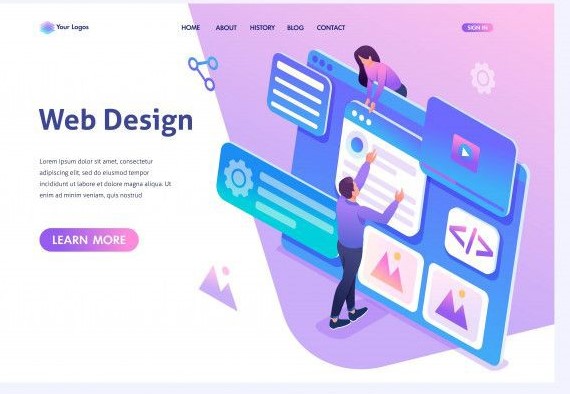 Your Logos
HOME ABOUT HISTORY BLOG CONTACT
SIGN IN
Web Design
Lorem ipsum dolor sit amet, consectetur
adipiscing elit, sed do eiusmod tempor
incididunt ut labore et dolore magna aliqua. Ut
enim ad minim veniam, quis nostrud
LEARN MORE
</>